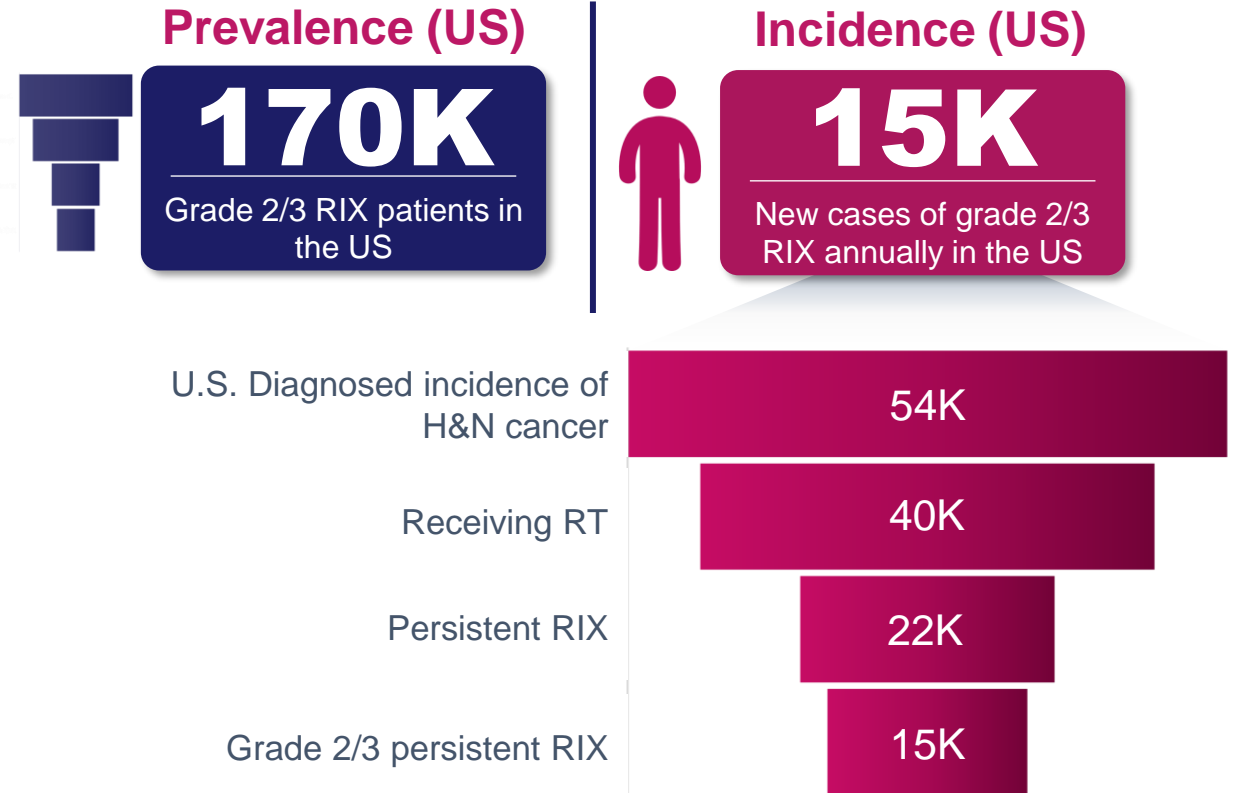 Prevalence (US)
170K
Grade 2/3 RIX patients in
the US
Incidence (US)
15K
New cases of grade 2/3
RIX annually in the US
U.S. Diagnosed incidence of
H&N cancer
54K
Receiving RT
40K
Persistent RIX
22K
Grade 2/3 persistent RIX
15K